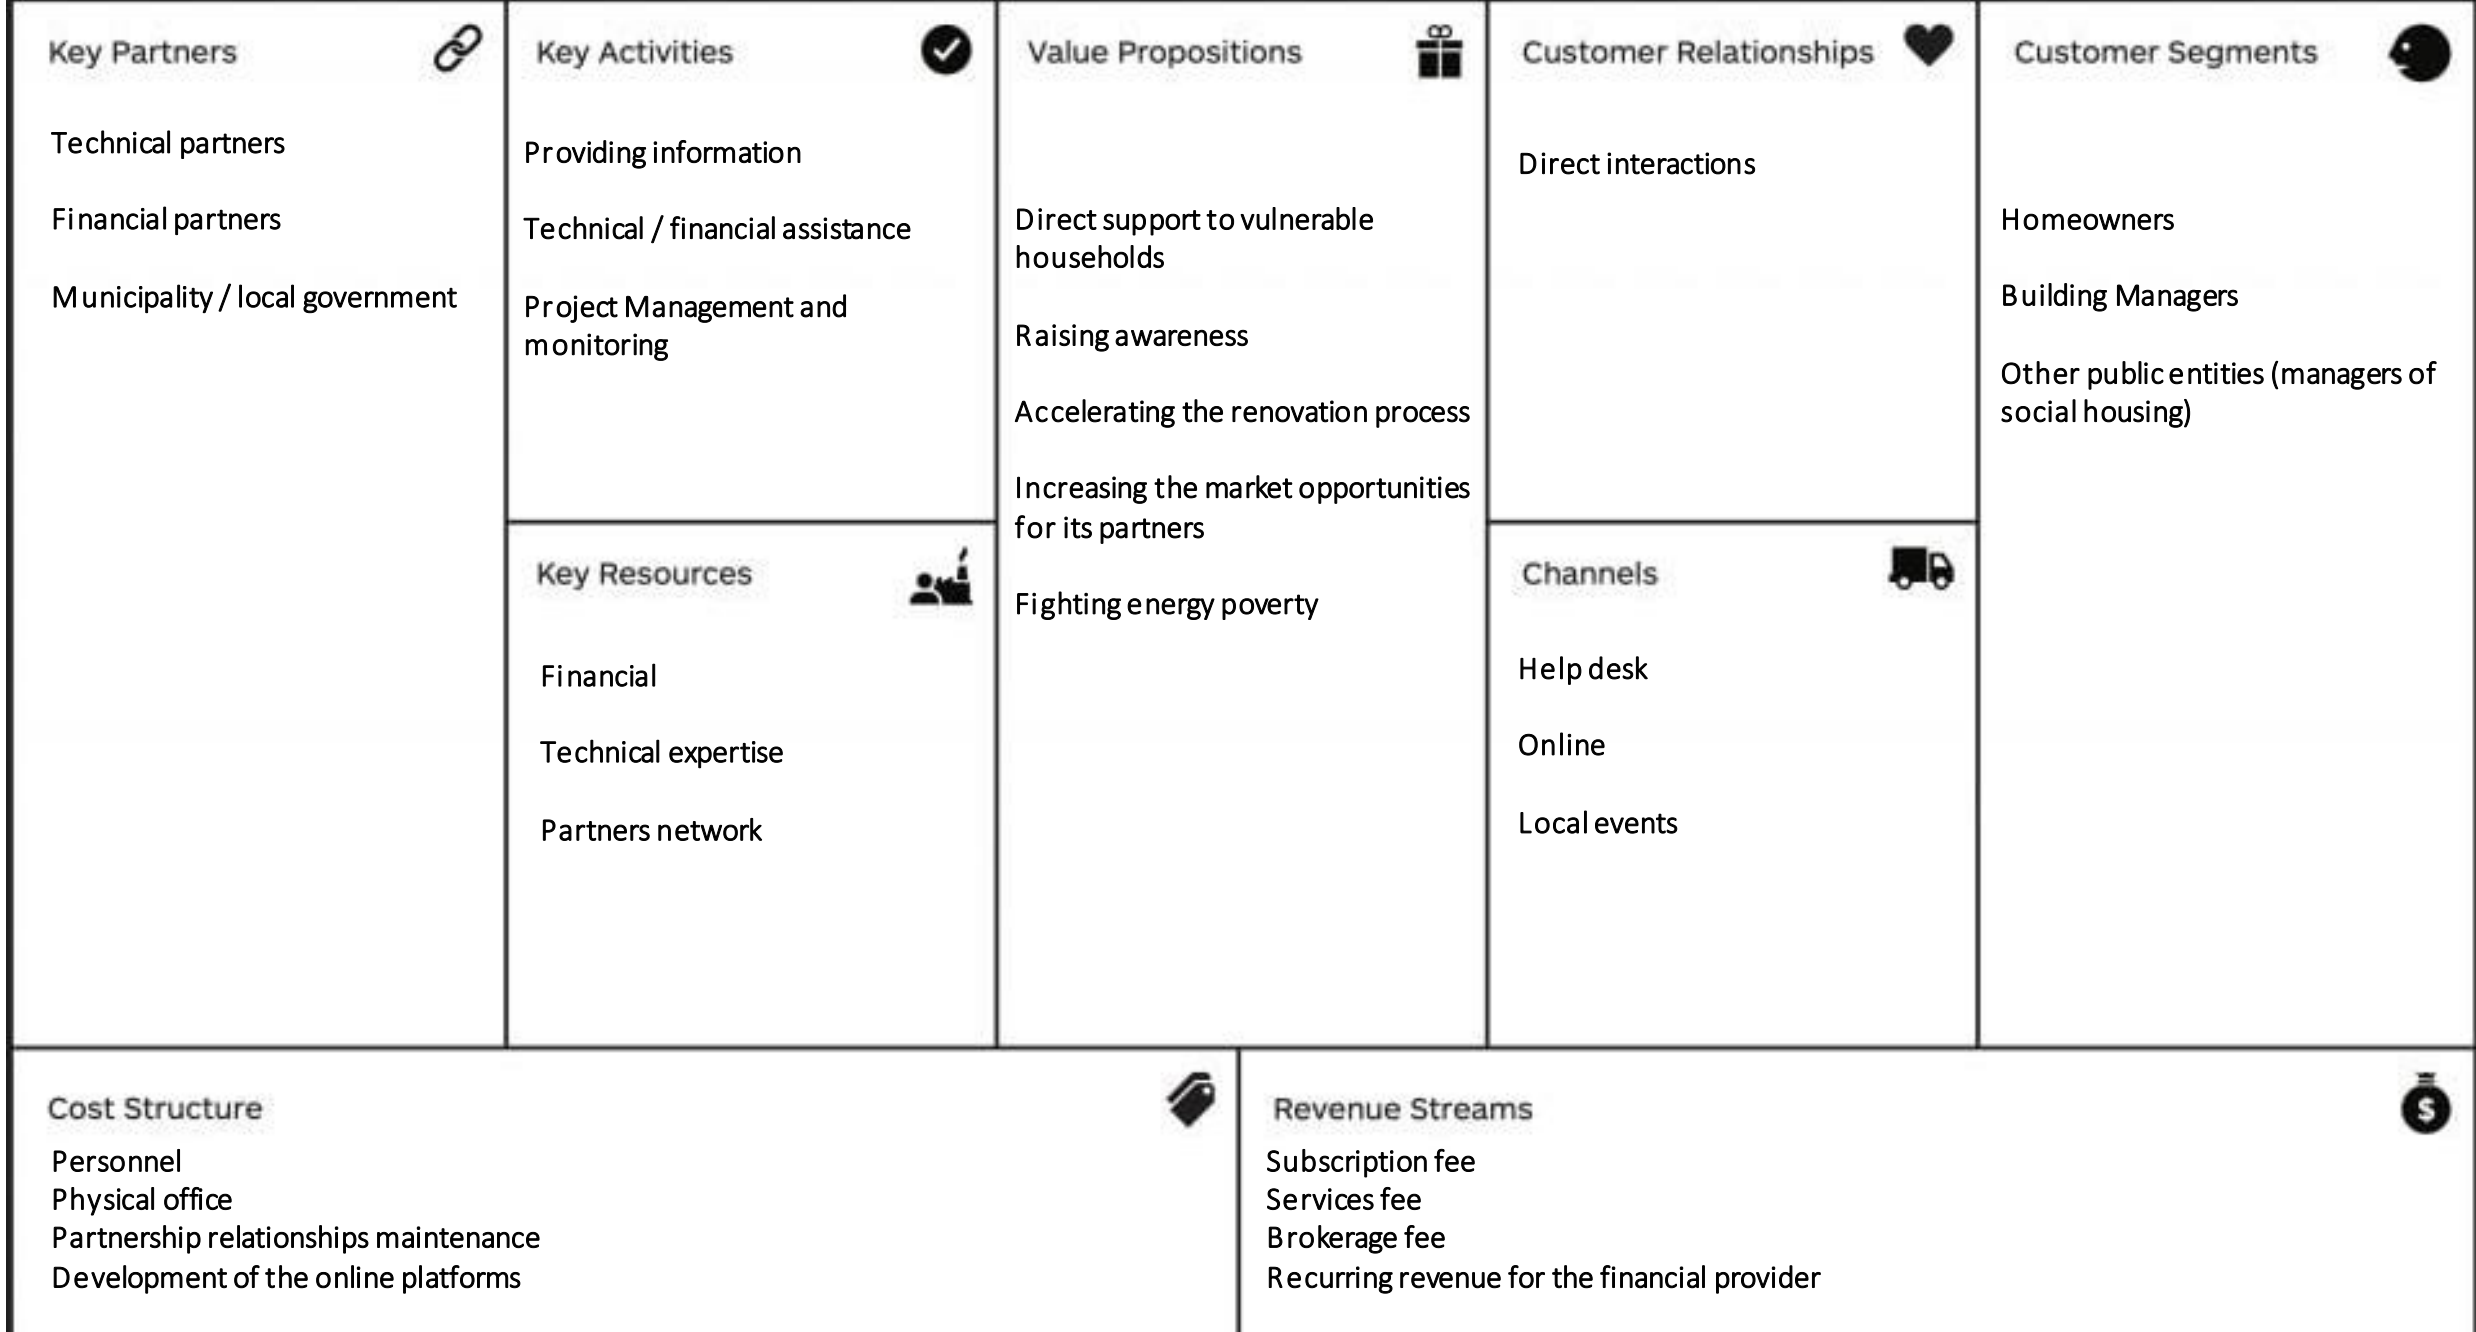 Key Partners
Technical partners
Financial partners
Municipality / local government
Key Activities
Providing information
Technical / financial assistance
Project Management and
monitoring
Key Resources
Financial
Technical expertise
Partners network
Value Propositions
Direct support to vulnerable
households
Raising awareness
Accelerating the renovation process
Increasing the market opportunities
for its partners
Fighting energy poverty
Customer Relationships
Direct interactions
Channels
Help desk
Online
Local events
Customer Segments
Homeowners
Building Managers
Other public entities (managers of
social housing)
Cost Structure
Personnel
Physical office
Partnership relationships maintenance
Development of the online platforms
Revenue Streams
$
Subscription fee
Services fee
Brokerage fee
Recurring revenue for the financial provider